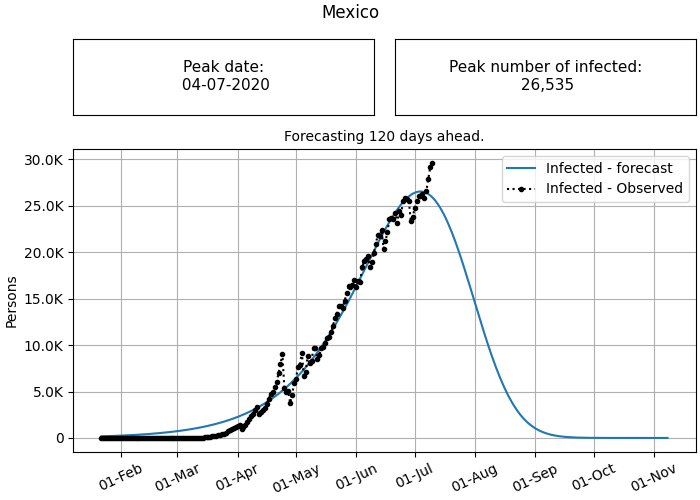 Mexico
Peak date:
04-07-2020
Peak number of infected:
26,535
Forecasting 120 days ahead.
Infected - forecast
Infected - Observed
Persons
30.0K
25.0K
20.0K
15.0K
10.0K
5.0K
0
01-Feb
01-Mar
01-Apr
01-May
01-Jun
01-Jul
01-Aug
01-Sep
01-Oct
01-Nov